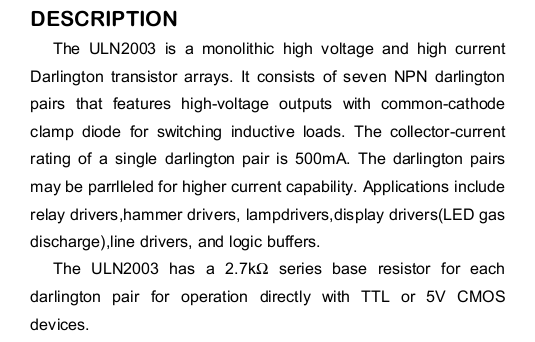 DESCRIPTION
The ULN2003 is a monolithic high voltage and high current
Darlington transistor arrays. It consists of seven NPN darlington
pairs that features high-voltage outputs with common-cathode
clamp diode for switching inductive loads. The collector-current
rating of a single darlington pair is 500mA. The darlington pairs
may be parrlleled for higher current capability. Applications include
relay drivers,hammer drivers, lampdrivers,display drivers(LED gas
discharge),line drivers, and logic buffers.
The ULN2003 has a 2.7kΩ series base resistor for each
darlington pair for operation directly with TTL or 5V CMOS
devices.